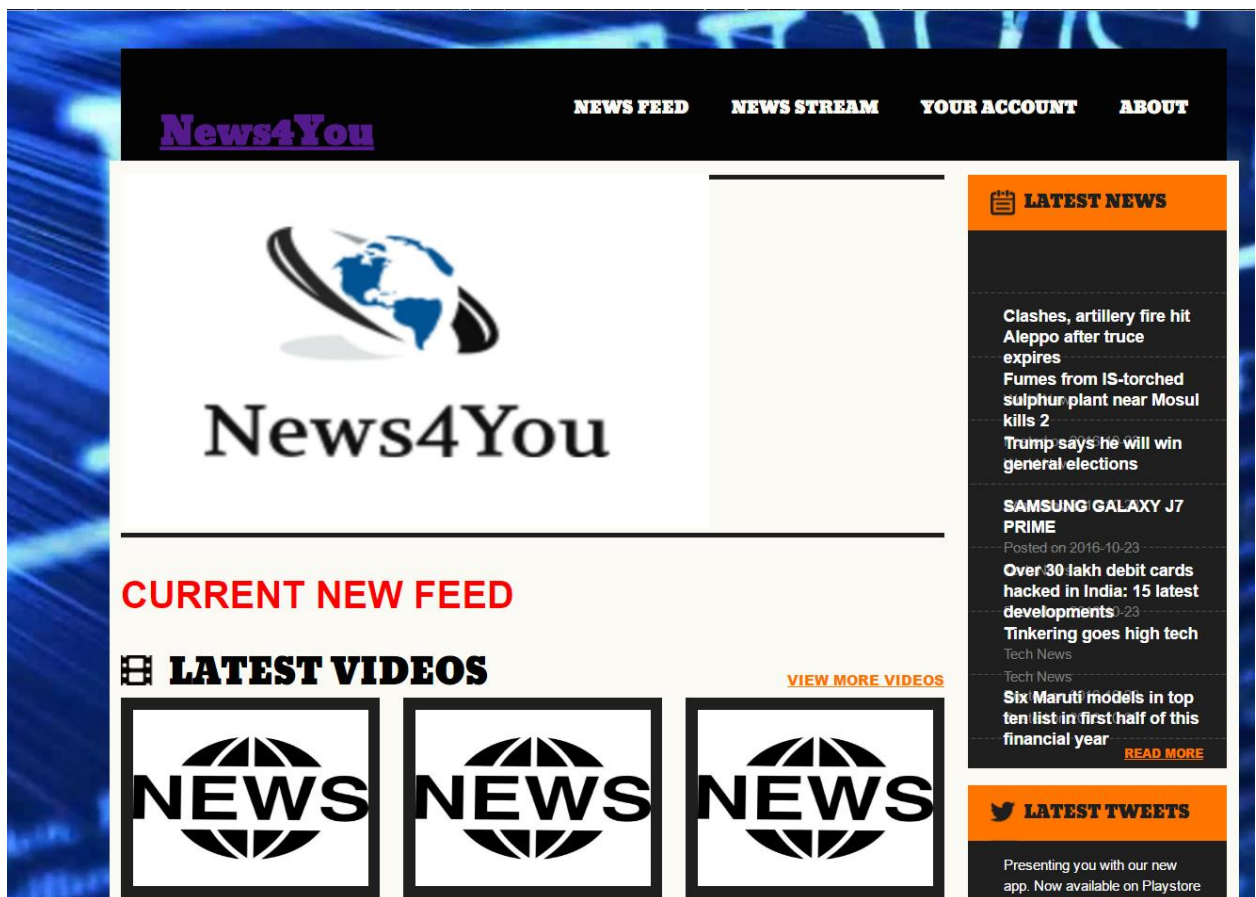 News4You
NEWS FEED
NEWS STREAM
YOUR ACCOUNT
ABOUT
News4You
CURRENT NEW FEED
LATEST VIDEOS
VIEW MORE VIDEOS
NEWS
NEWS
NEWS
LATEST NEWS
Clashes, artillery fire hit
Aleppo after truce
expires
Fumes from IS-torched
sulphur plant near Mosul
kills 2
Trump says he will win
general elections
SAMSUNG GALAXY J7
PRIME
Posted on 2016-10-23
Over 30 lakh debit cards
hacked in India: 15 latest
developments
Tinkering goes high tech
Tech News
Tech News
Six Maruti models in top
ten list in first half of this
financial year
READ MORE
LATEST TWEETS
Presenting you with our new
app. Now available on Playstore